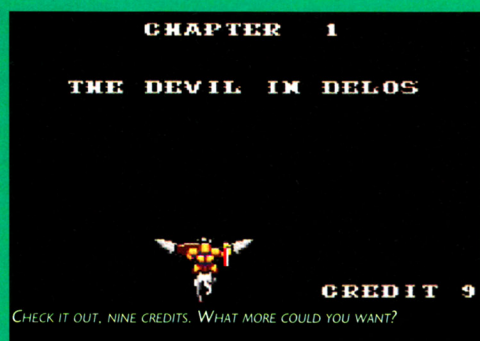 CHAPTER 1
THE DEVIL IN DELOS
CREDIT 9
CHECK IT OUT, NINE CREDITS. WHAT MORE COULD YOU WANT?